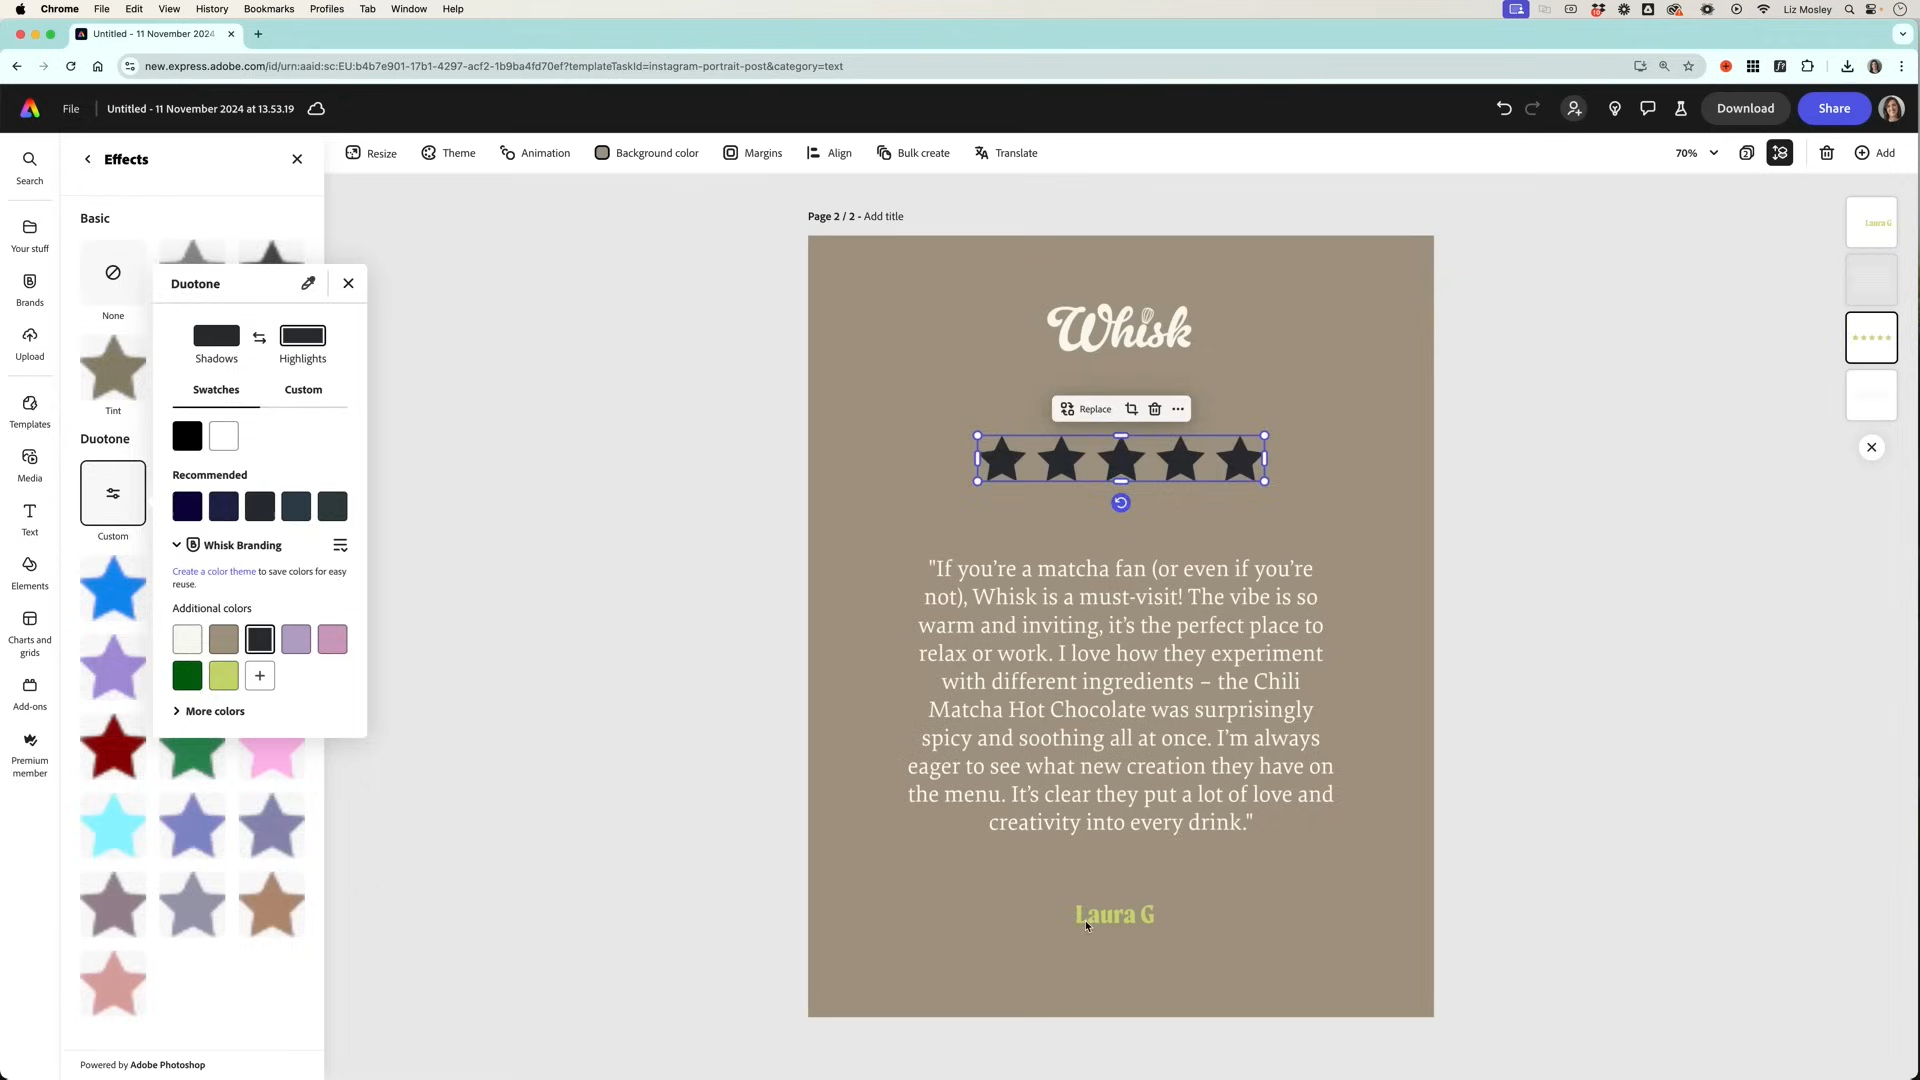 Chrome File Edit View History Bookmarks Profiles Tab Window Help
Liz Mosley
Untitled - 11 November 2024
new.express.adobe.com/id/urn:aaid:sc:EU:b4b7e901-17b1-4297-acf2-1b9ba4fd70ef?templateTaskId=instagram-portrait-post&category=text
File Untitled - 11 November 2024 at 13.53.19
Download Share
Effects
Resize Theme Animation Background color Margins Align Bulk create Translate
70% 2 Add
Search
Your stuff
Brands
Upload
Templates
Media
Text
Elements
Charts and
grids
Add-ons
Premium
member
Basic
None
Tint
Duotone
Custom
Powered by Adobe Photoshop
Duotone
Shadows Highlights
Swatches Custom
Recommended
Whisk Branding
Create a color theme to save colors for easy
reuse.
Additional colors
More colors
Page 2 / 2 - Add title
Whisk
Replace
"If you’re a matcha fan (or even if you’re
not), Whisk is a must-visit! The vibe is so
warm and inviting, it’s the perfect place to
relax or work. I love how they experiment
with different ingredients – the Chili
Matcha Hot Chocolate was surprisingly
spicy and soothing all at once. I’m always
eager to see what new creation they have on
the menu. It’s clear they put a lot of love and
creativity into every drink."
Laura G
Laura G